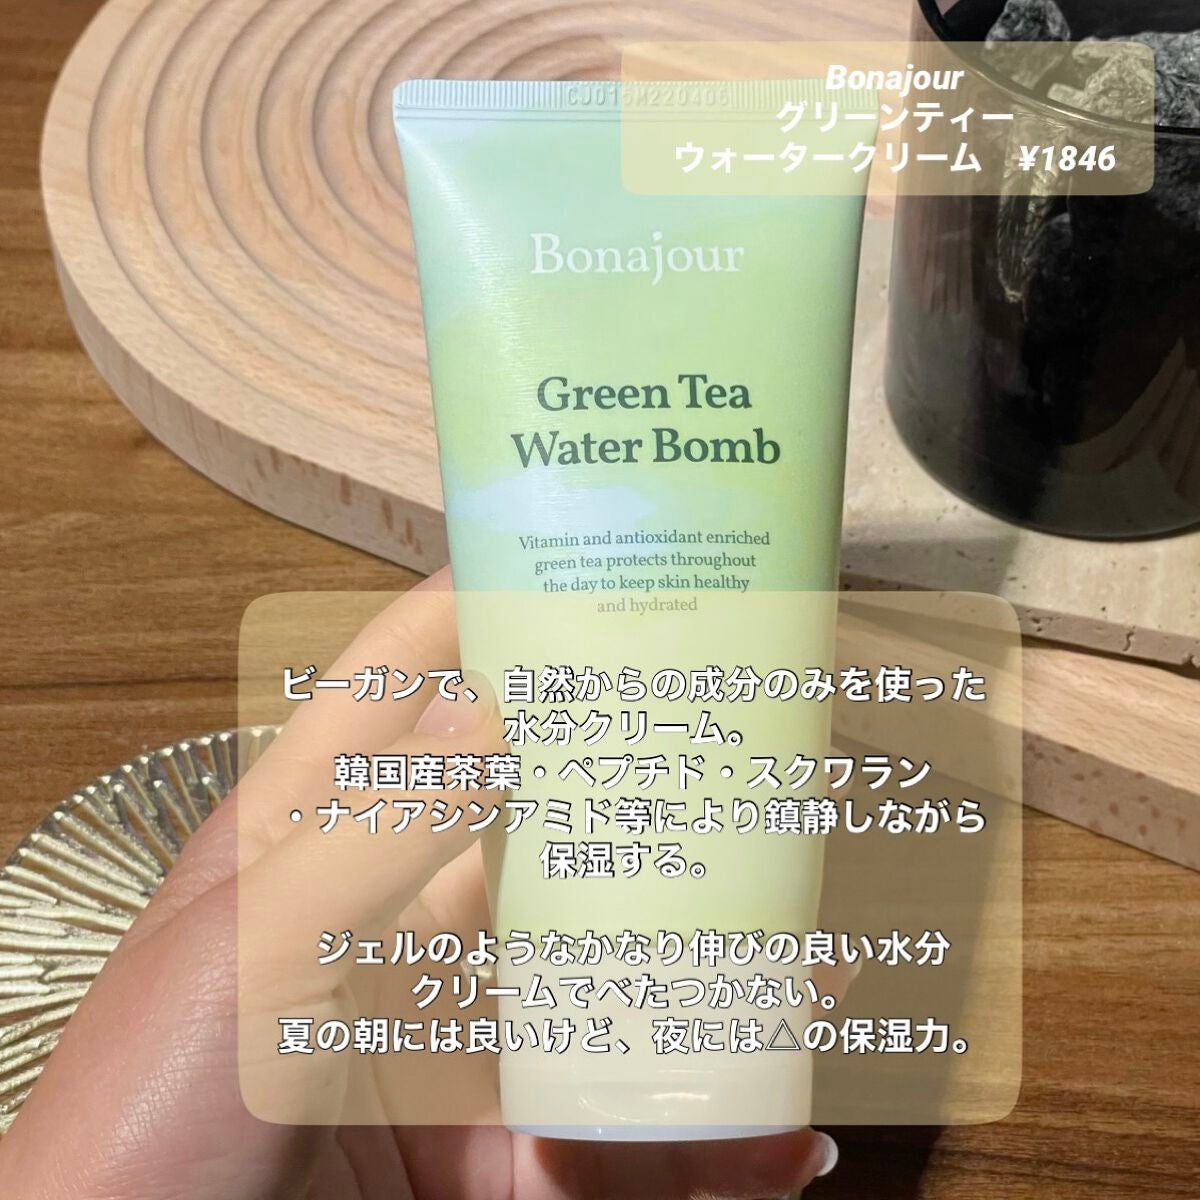 Bonajour
グリーンティー
ウォータークリーム ¥1846
CJ016M220406
Bonajour
Green Tea
Water Bomb
Vitamin and antioxidant enriched
green tea protects throughout
the day to keep skin healthy
and hydrated
ビーガンで、自然からの成分のみを使った
水分クリーム。
韓国産茶葉・ペプチド・スクワラン
・ナイアシンアミド等により鎮静しながら
保湿する。
ジェルのようなかなり伸びの良い水分
クリームでべたつかない。
夏の朝には良いけど、夜には△の保湿力。